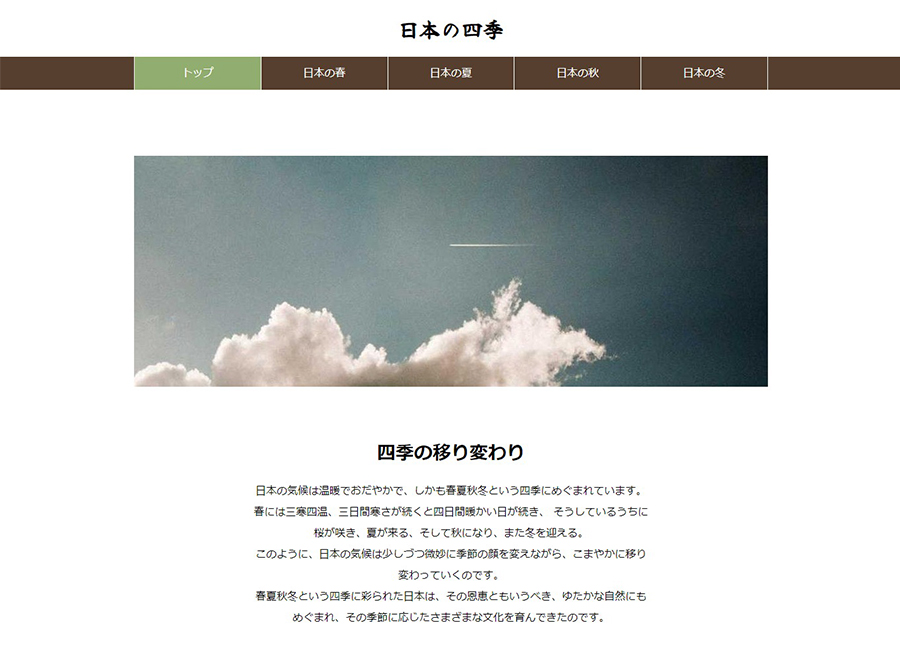 日本の四季
トップ 日本の春 日本の夏 日本の秋 日本の冬
四季の移り変わり
日本の気候は温暖でおだやかで、しかも春夏秋冬という四季にめぐまれています。
春には三寒四温、三日間寒さが続くと四日間暖かい日が続き、 そうしているうちに
桜が咲き、夏が来る、そして秋になり、また冬を迎える。
このように、日本の気候は少しづつ微妙に季節の顔を変えながら、こまやかに移り
変わっていくのです。
春夏秋冬という四季に彩られた日本は、その恩恵ともいうべき、ゆたかな自然にも
めぐまれ、その季節に応じたさまざまな文化を育んできたのです。